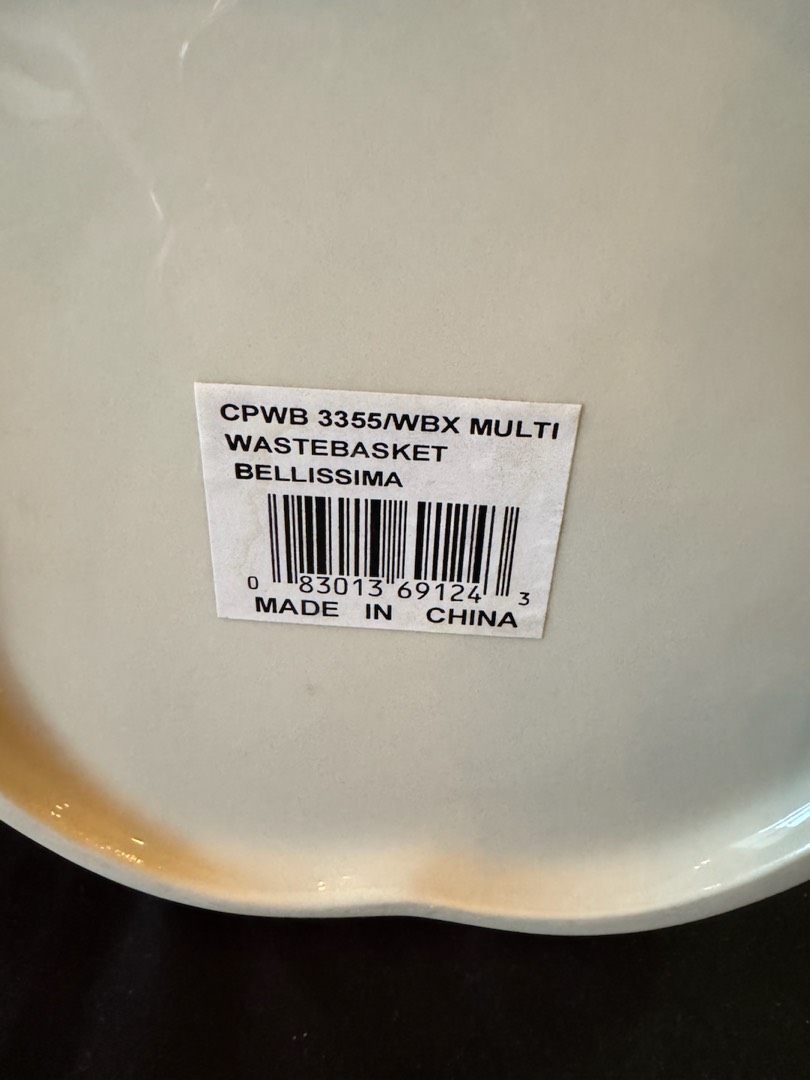 CPWB 3355/WBX MULTI
WASTEBASKET
BELLISSIMA
0 83013 69124 3
MADE IN CHINA